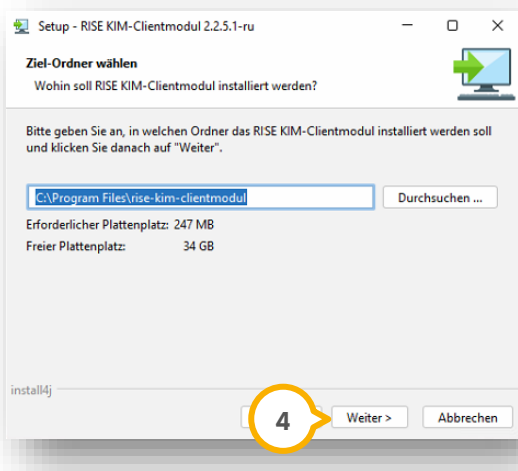 Setup - RISE KIM-Clientmodul 2.2.5.1-ru
Ziel-Ordner wählen
Wohin soll RISE KIM-Clientmodul installiert werden?
Bitte geben Sie an, in welchen Ordner das RISE KIM-Clientmodul installiert werden soll
und klicken Sie danach auf "Weiter".
C:\Program Files\rise-kim-clientmodul
Durchsuchen ...
Erforderlicher Plattenplatz: 247 MB
Freier Plattenplatz: 34 GB
install4j
4
Weiter >
Abbrechen